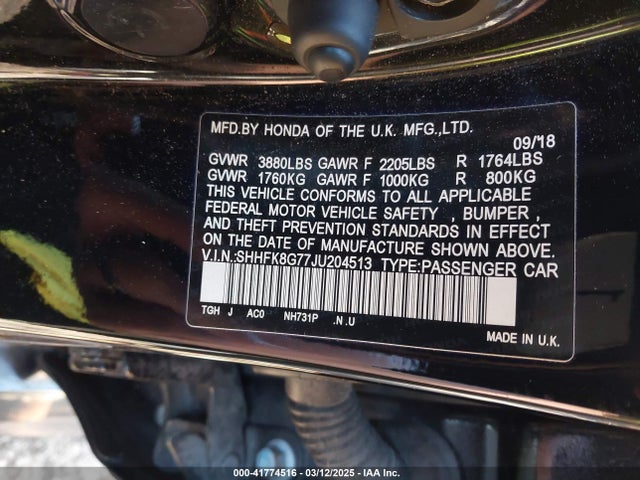 MFD.BY HONDA OF THE U.K. MFG.,LTD.
09/18
GVWR 3880LBS GAWR F 2205LBS R 1764LBS
GVWR 1760KG GAWR F 1000KG R 800KG
THIS VEHICLE CONFORMS TO ALL APPLICABLE
FEDERAL MOTOR VEHICLE SAFETY , BUMPER ,
AND THEFT PREVENTION STANDARDS IN EFFECT
ON THE DATE OF MANUFACTURE SHOWN ABOVE.
V.I.N.:SHHFK8G77JU204513 TYPE:PASSENGER CAR
TGH J AC0 NH731P .N.U
MADE IN U.K.
000-41774516 - 03/12/2025 - IAA Inc.